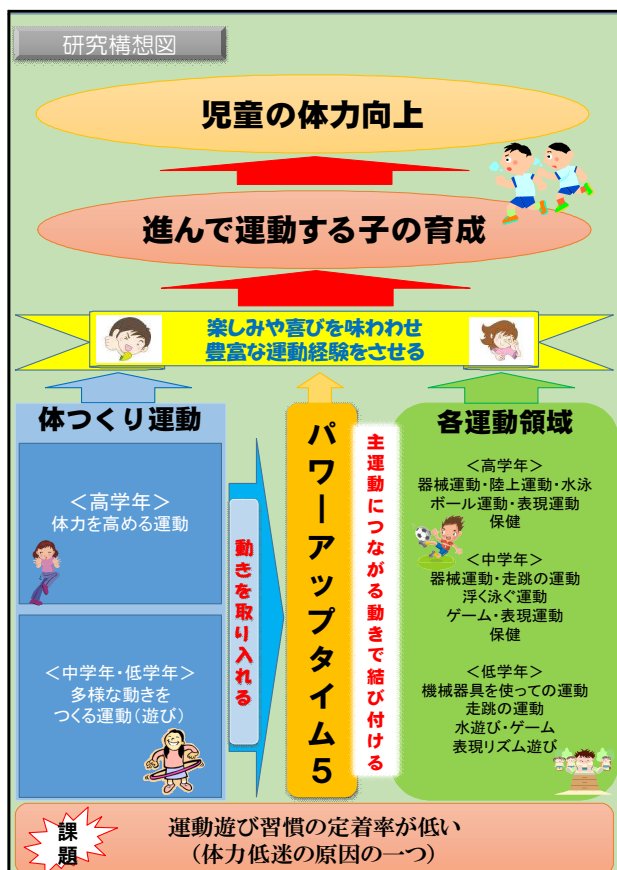 研究構想図
児童の体力向上
進んで運動する子の育成
楽しみや喜びを味わわせ
豊富な運動経験をさせる
体つくり運動
＜高学年＞
体力を高める運動
＜中学年・低学年＞
多様な動きを
つくる運動（遊び）
動きを取り入れる
パワーアップタイム５
主運動につながる動きで結び付ける
各運動領域
＜高学年＞
器械運動・陸上運動・水泳
ボール運動・表現運動
保健
＜中学年＞
器械運動・走跳の運動
浮く泳ぐ運動
ゲーム・表現運動
保健
＜低学年＞
機械器具を使っての運動
走跳の運動
水遊び・ゲーム
表現リズム遊び
課
題
運動遊び習慣の定着率が低い
（体力低迷の原因の一つ）